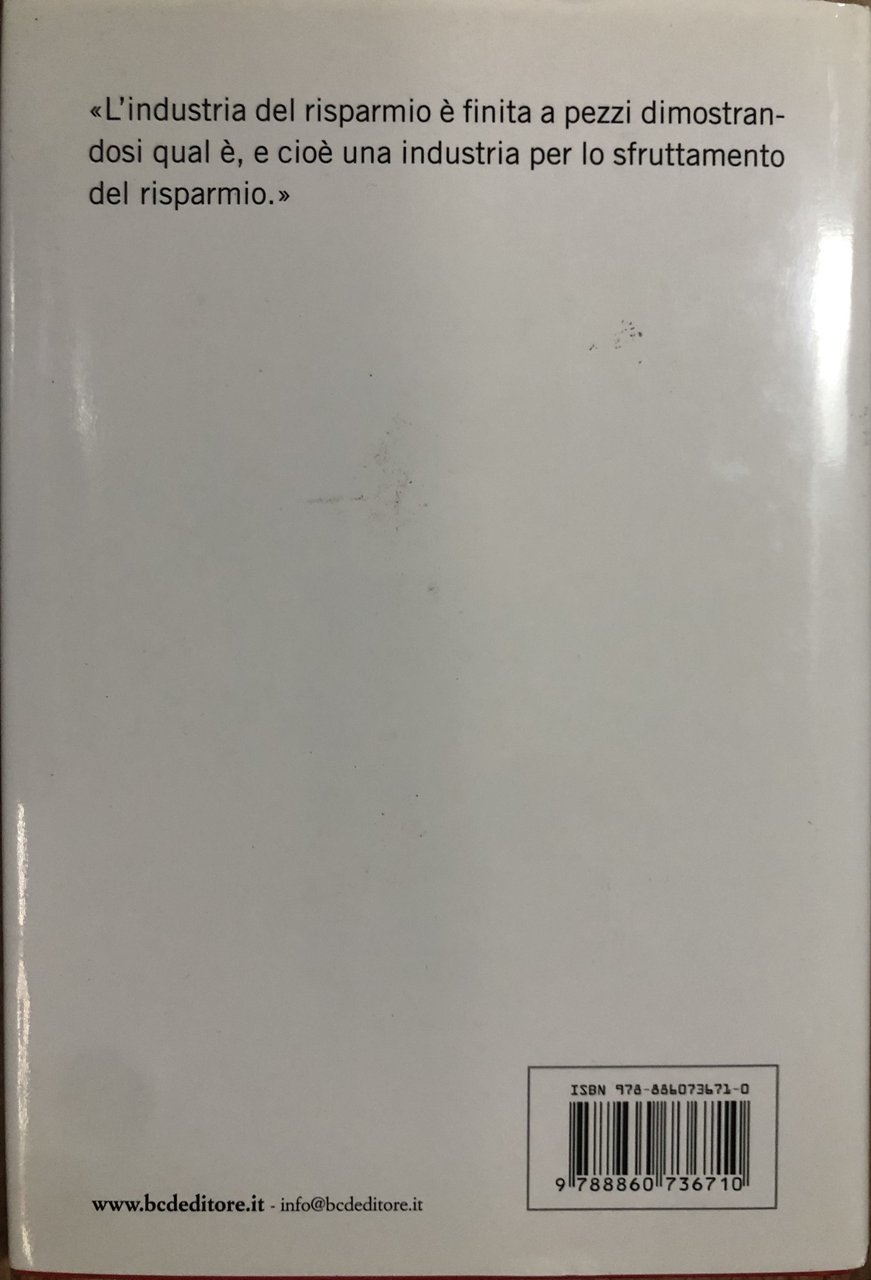 «L'industria del risparmio è finita a pezzi dimostran-
dosi qual è, e cioè una industria per lo sfruttamento
del risparmio.»
ISBN 978-886073671-0
9 788860 736710
www.bcdeditore.it - info@bcdeditore.it